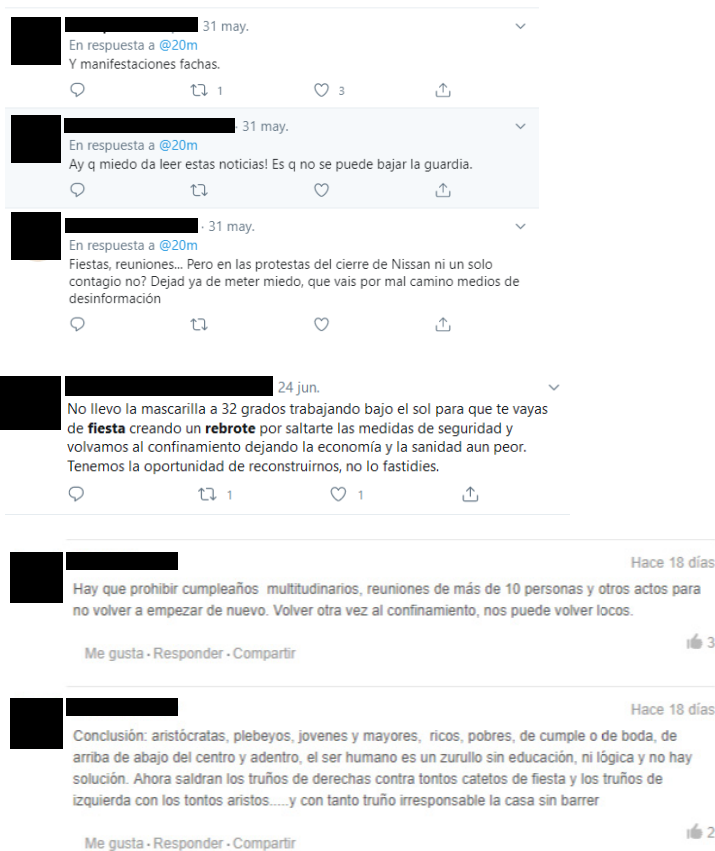 31 may.
En respuesta a @20m
Y manifestaciones fachas.
1 3
· 31 may.
En respuesta a @20m
Ay q miedo da leer estas noticias! Es q no se puede bajar la guardia.
· 31 may.
En respuesta a @20m
Fiestas, reuniones... Pero en las protestas del cierre de Nissan ni un solo
contagio no? Dejad ya de meter miedo, que vais por mal camino medios de
desinformación
24 jun.
No llevo la mascarilla a 32 grados trabajando bajo el sol para que te vayas
de fiesta creando un rebrote por saltarte las medidas de seguridad y
volvamos al confinamiento dejando la economía y la sanidad aun peor.
Tenemos la oportunidad de reconstruirnos, no lo fastidies.
1 1
Hace 18 días
Hay que prohibir cumpleaños multitudinarios, reuniones de más de 10 personas y otros actos para
no volver a empezar de nuevo. Volver otra vez al confinamiento, nos puede volver locos.
3
Me gusta · Responder · Compartir
Hace 18 días
Conclusión: aristócratas, plebeyos, jovenes y mayores, ricos, pobres, de cumple o de boda, de
arriba de abajo del centro y adentro, el ser humano es un zurullo sin educación, ni lógica y no hay
solución. Ahora saldran los truños de derechas contra tontos catetos de fiesta y los truños de
izquierda con los tontos aristos.....y con tanto truño irresponsable la casa sin barrer
2
Me gusta · Responder · Compartir